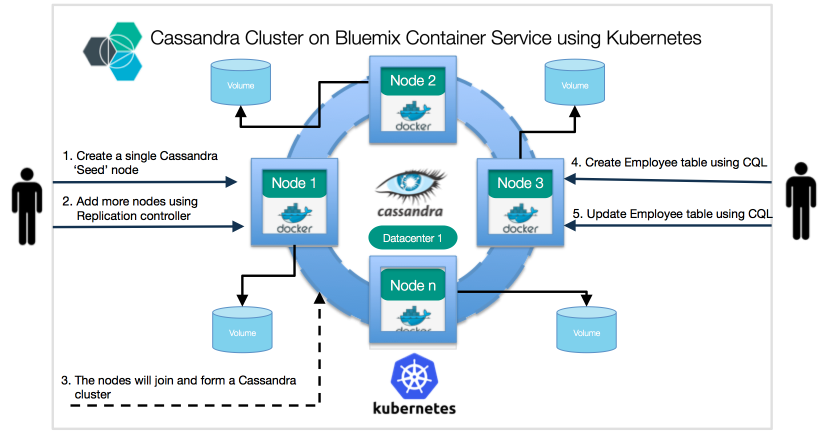 Cassandra Cluster on Bluemix Container Service using Kubernetes
Volume
Node 2
docker
Volume
1. Create a single Cassandra
‘Seed’ node
2. Add more nodes using
Replication controller
Node 1
docker
cassandra
Datacenter 1
Node 3
docker
4. Create Employee table using CQL
5. Update Employee table using CQL
Volume
Node n
docker
Volume
3. The nodes will join and form a Cassandra
cluster
kubernetes